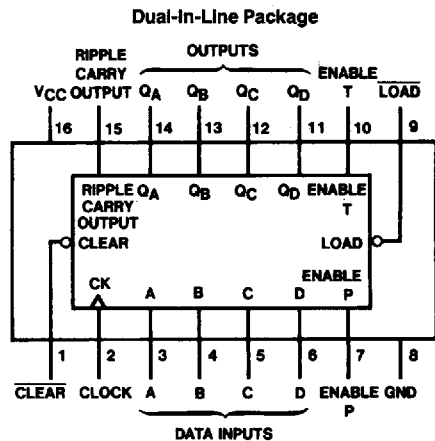 Dual-In-Line Package
OUTPUTS
RIPPLE
CARRY
OUTPUT
VCC
QA QB QC QD
ENABLE
T
LOAD
16 15 14 13 12 11 10 9
RIPPLE
CARRY
OUTPUT
QA QB QC QD
ENABLE
T
CLEAR
LOAD
CK
A B C D
ENABLE
P
1 2 3 4 5 6 7 8
CLEAR CLOCK A B C D ENABLE
P
GND
DATA INPUTS